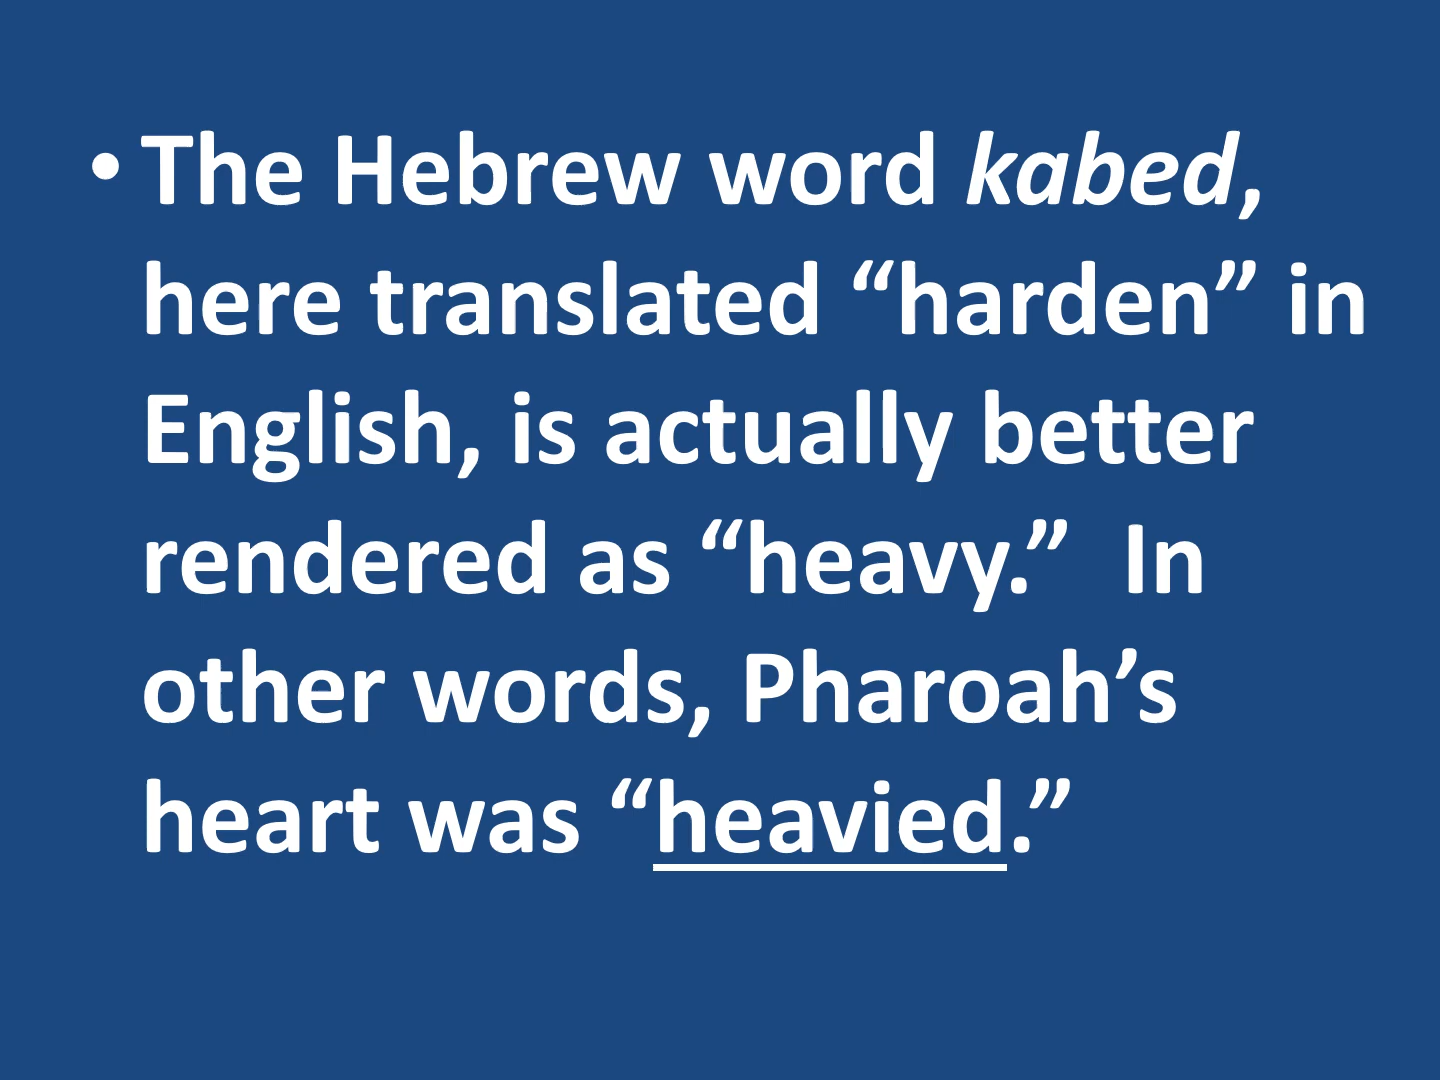 • The Hebrew word kabed,
here translated “harden” in
English, is actually better
rendered as “heavy.”  In
other words, Pharoah’s
heart was “heavied.”